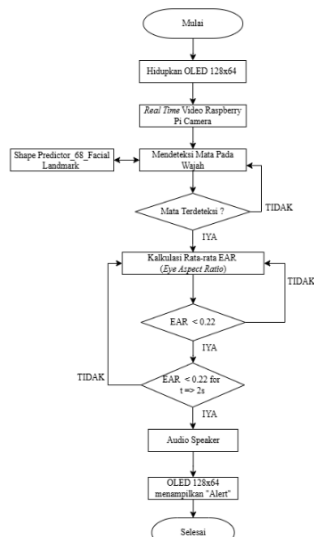 Mulai
Hidupkan OLED 128x64
Real Time Video Raspberry
Pi Camera
Shape Predictor_68_Facial
Landmark
Mendeteksi Mata Pada
Wajah
Mata Terdeteksi ?
TIDAK
IYA
Kalkulasi Rata-rata EAR
(Eye Aspect Ratio)
TIDAK
EAR < 0.22
IYA
TIDAK
EAR < 0.22 for
t => 2s
IYA
Audio Speaker
OLED 128x64
menampilkan "Alert"
Selesai